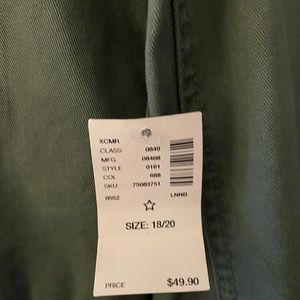 XCMR
CLASS 0849
MFG 08408
STYLE 0161
COL 688
SKU 75083751
0552 LNND
SIZE: 18/20
PRICE $49.90